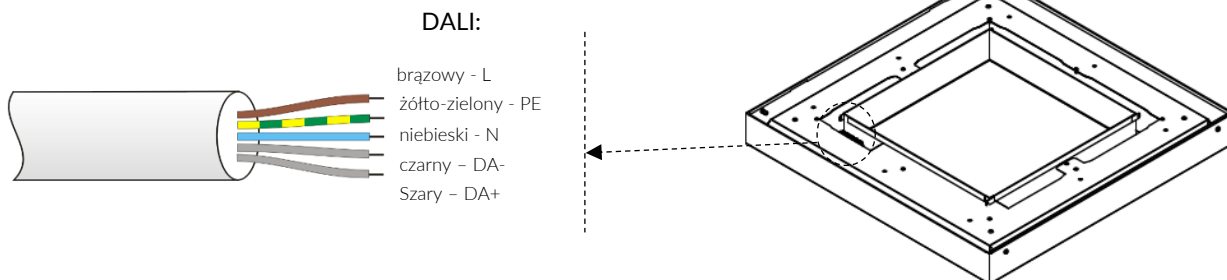 DALI:
brązowy - L
żółto-zielony - PE
niebieski - N
czarny – DA-
Szary – DA+